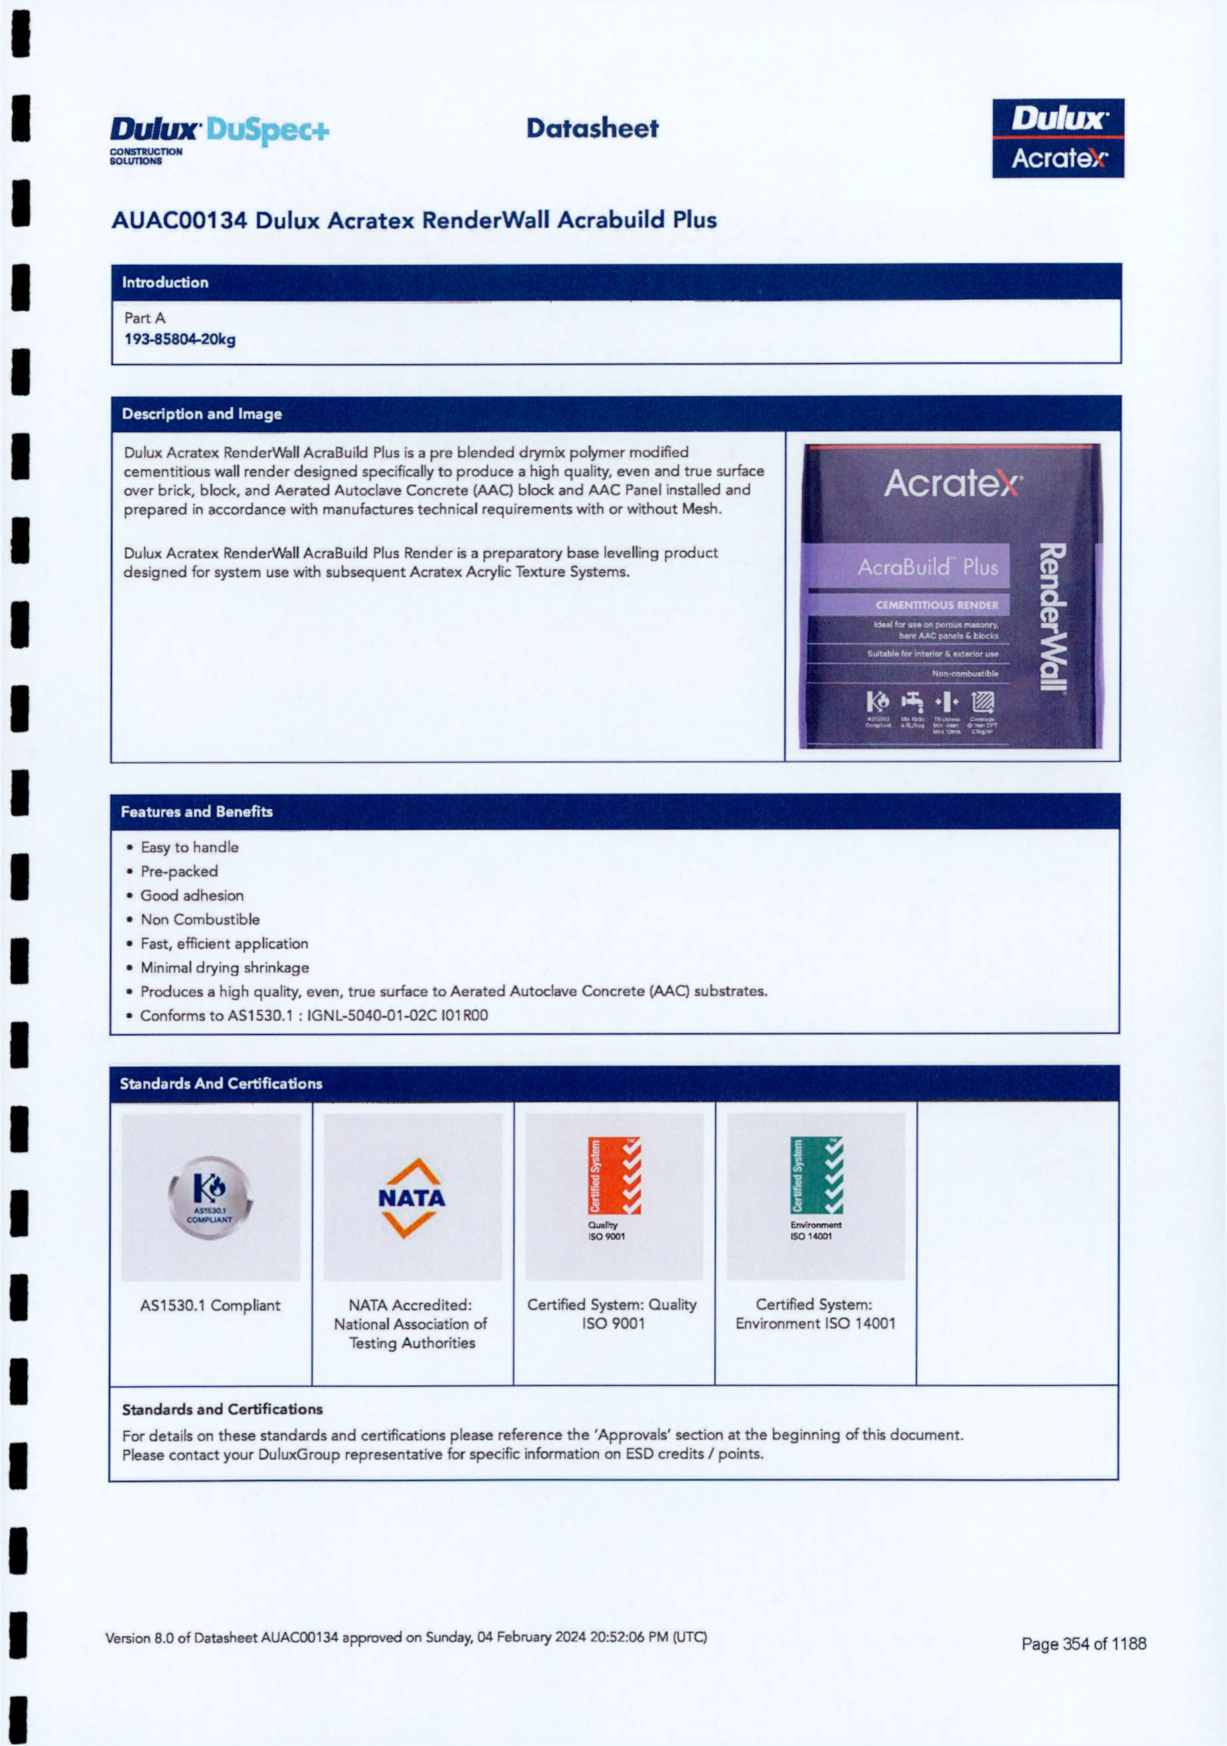 Dulux DuSpec+
CONSTRUCTION
SOLUTIONS
Datasheet
Dulux
Acratex
AUAC00134 Dulux Acratex RenderWall Acrabuild Plus
Introduction
Part A
193-85804-20kg
Description and Image
Dulux Acratex RenderWall AcraBuild Plus is a pre blended drymix polymer modified
cementitious wall render designed specifically to produce a high quality, even and true surface
over brick, block, and Aerated Autoclave Concrete (AAC) block and AAC Panel installed and
prepared in accordance with manufactures technical requirements with or without Mesh.
Dulux Acratex RenderWall AcraBuild Plus Render is a preparatory base levelling product
designed for system use with subsequent Acratex Acrylic Texture Systems.
Acratex
AcraBuild™ Plus
CEMENTITIOUS RENDER
Ideal for use on porous masonry,
bare AAC panels & blocks
Suitable for interior & exterior use
Non-combustible
RenderWall
AS1530.1 Mix Ratio Thickness Coverage
Compliant
Features and Benefits
• Easy to handle
• Pre-packed
• Good adhesion
• Non Combustible
• Fast, efficient application
• Minimal drying shrinkage
• Produces a high quality, even, true surface to Aerated Autoclave Concrete (AAC) substrates.
• Conforms to AS1530.1 : IGNL-5040-01-02C I01R00
Standards And Certifications
AS1530.1
COMPLIANT
NATA
Certified System
Quality
ISO 9001
Certified System
Environment
ISO 14001
AS1530.1 Compliant
NATA Accredited:
National Association of
Testing Authorities
Certified System: Quality
ISO 9001
Certified System:
Environment ISO 14001
Standards and Certifications
For details on these standards and certifications please reference the 'Approvals' section at the beginning of this document.
Please contact your DuluxGroup representative for specific information on ESD credits / points.
Version 8.0 of Datasheet AUAC00134 approved on Sunday, 04 February 2024 20:52:06 PM (UTC)
Page 354 of 1188